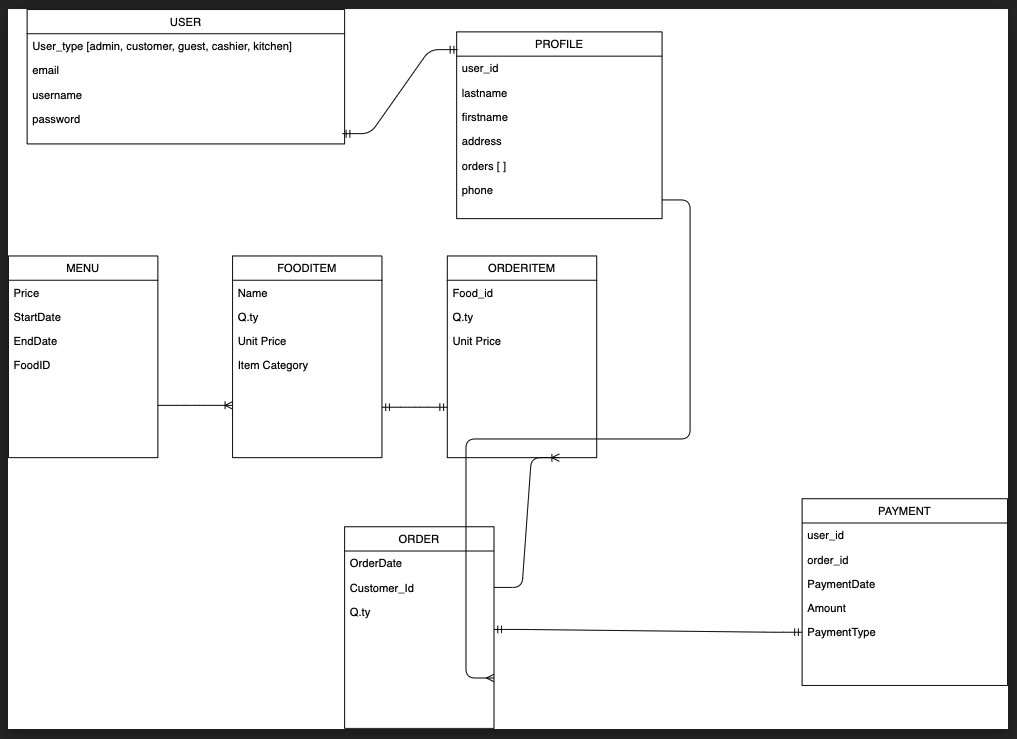 USER
User_type [admin, customer, guest, cashier, kitchen]
email
username
password
PROFILE
user_id
lastname
firstname
address
orders [ ]
phone
MENU
Price
StartDate
EndDate
FoodID
FOODITEM
Name
Q.ty
Unit Price
Item Category
ORDERITEM
Food_id
Q.ty
Unit Price
ORDER
OrderDate
Customer_Id
Q.ty
PAYMENT
user_id
order_id
PaymentDate
Amount
PaymentType